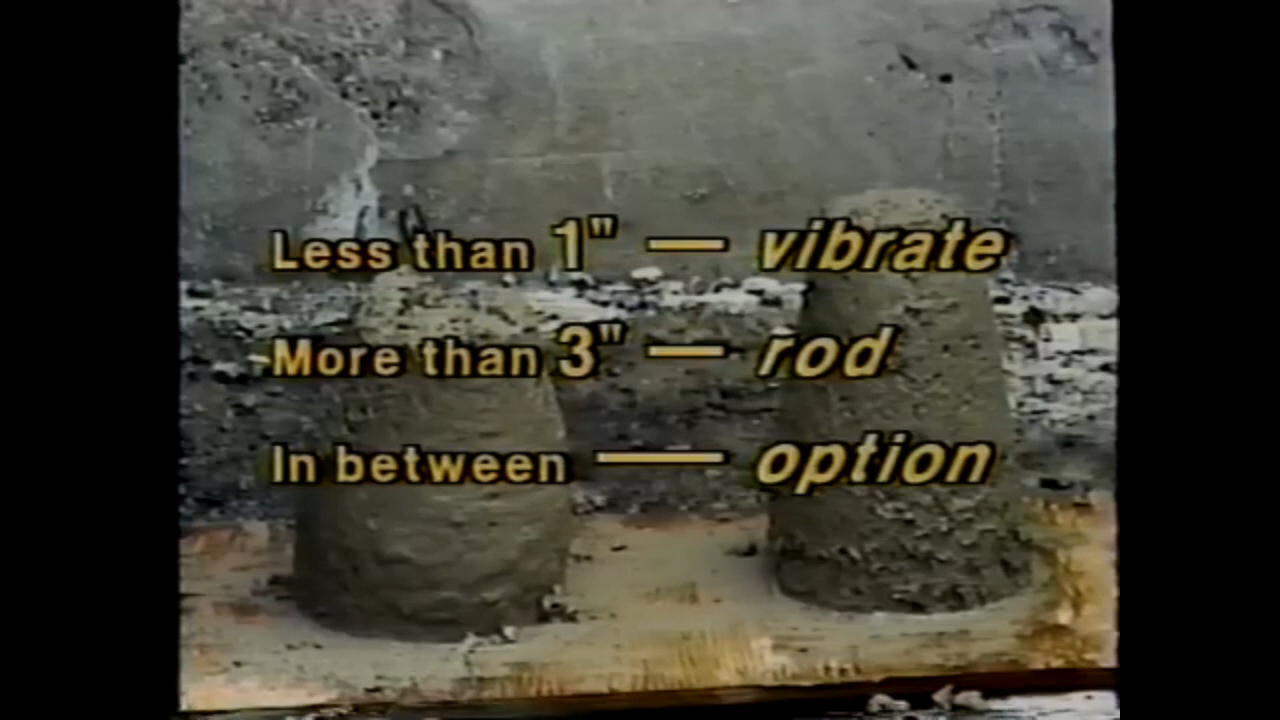 Less than 1" — vibrate
More than 3" — rod
In between — option